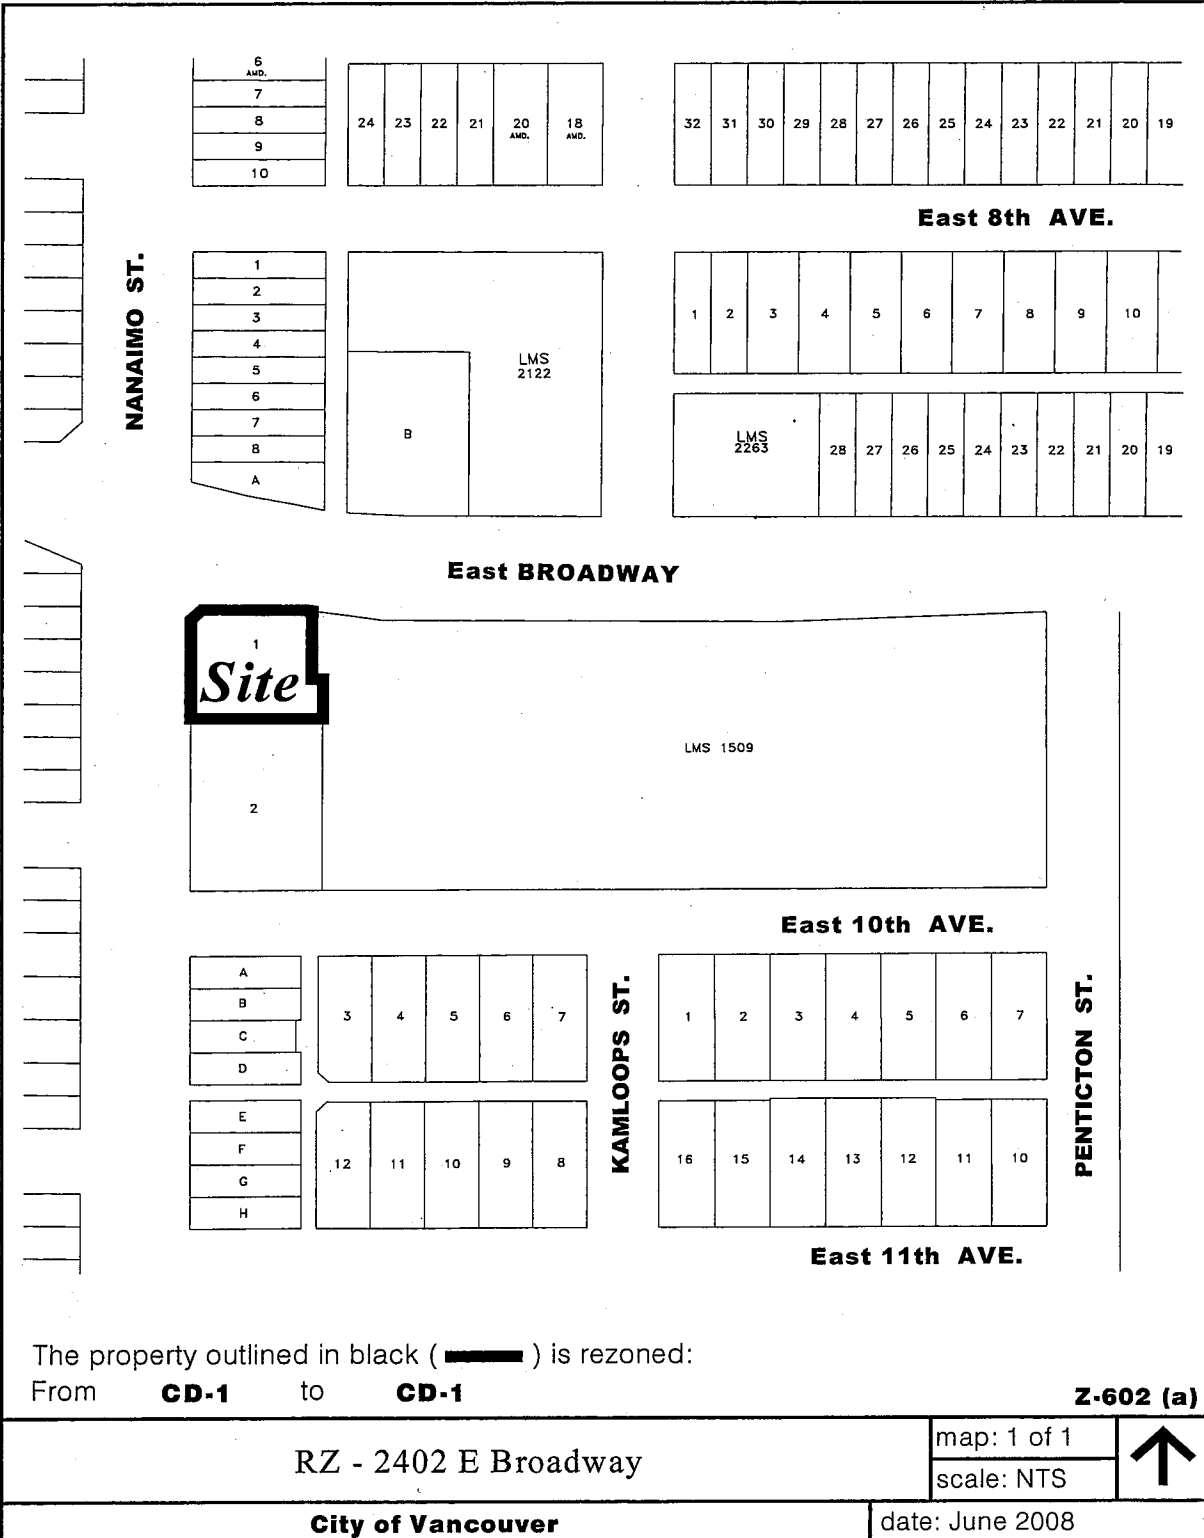 6
AMD.
7
8
9
10
24 23 22 21 20 18
AMD. AMD.
32 31 30 29 28 27 26 25 24 23 22 21 20 19
East 8th AVE.
NANAIMO ST.
1
2
3
4
5
6
7
8
A
LMS
2122
B
1 2 3 4 5 6 7 8 9 10
LMS
2263
28 27 26 25 24 23 22 21 20 19
East BROADWAY
1
Site
2
LMS 1509
East 10th AVE.
A
B
C
D
3 4 5 6 7
KAMLOOPS ST.
1 2 3 4 5 6 7
PENTICTON ST.
E
F
G
H
12 11 10 9 8
16 15 14 13 12 11 10
East 11th AVE.
The property outlined in black ( ) is rezoned:
From CD-1 to CD-1
Z-602 (a)
RZ - 2402 E Broadway
map: 1 of 1
scale: NTS
City of Vancouver
date: June 2008